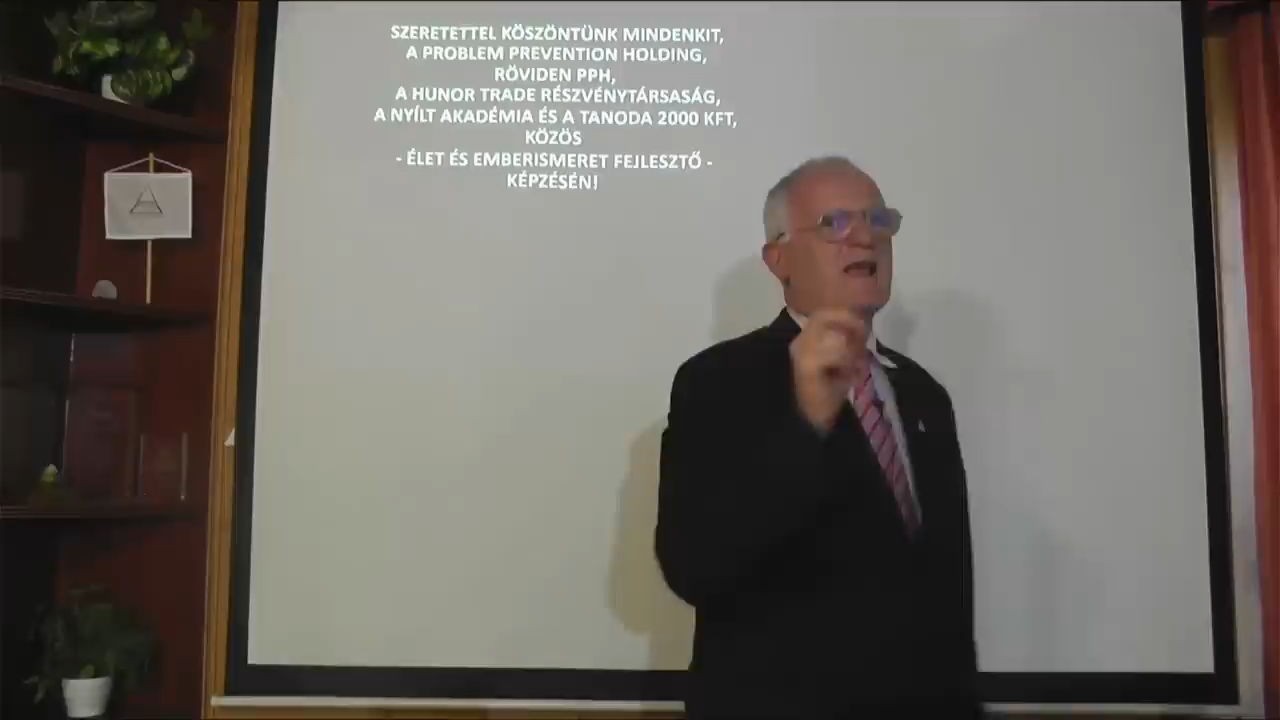 SZERETETTEL KÖSZÖNTÜNK MINDENKIT,
A PROBLEM PREVENTION HOLDING,
RÖVIDEN PPH,
A HUNOR TRADE RÉSZVÉNYTÁRSASÁG,
A NYÍLT AKADÉMIA ÉS A TANODA 2000 KFT,
KÖZÖS
- ÉLET ÉS EMBERISMERET FEJLESZTŐ -
KÉPZÉSÉN!